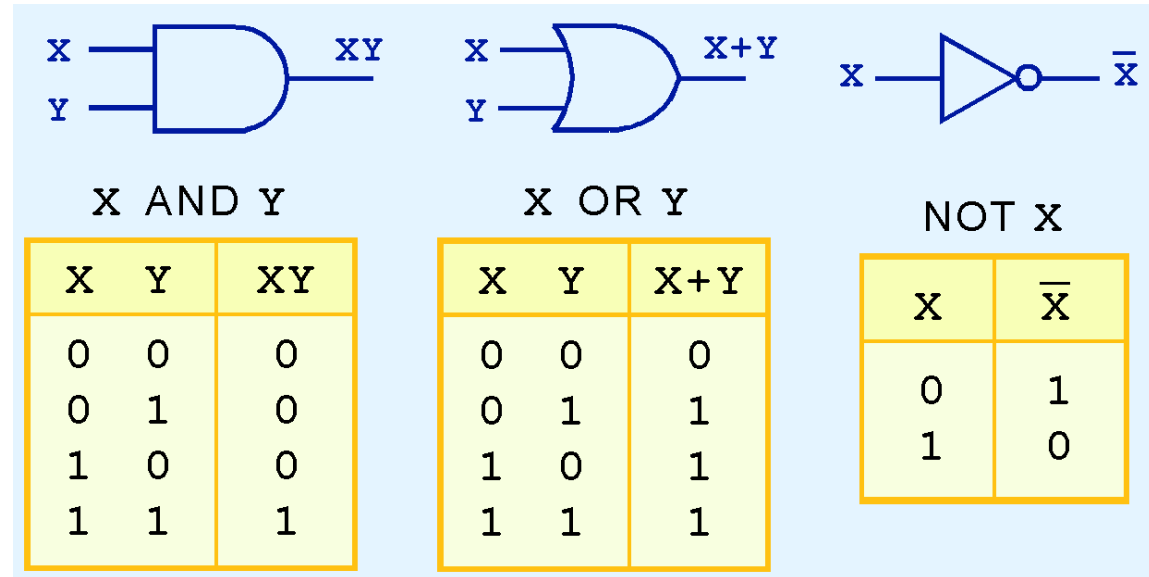 X
Y
XY
X
Y
X+Y
X
X̅
X AND Y
X Y XY
0 0 0
0 1 0
1 0 0
1 1 1
X OR Y
X Y X+Y
0 0 0
0 1 1
1 0 1
1 1 1
NOT X
X X̅
0 1
1 0